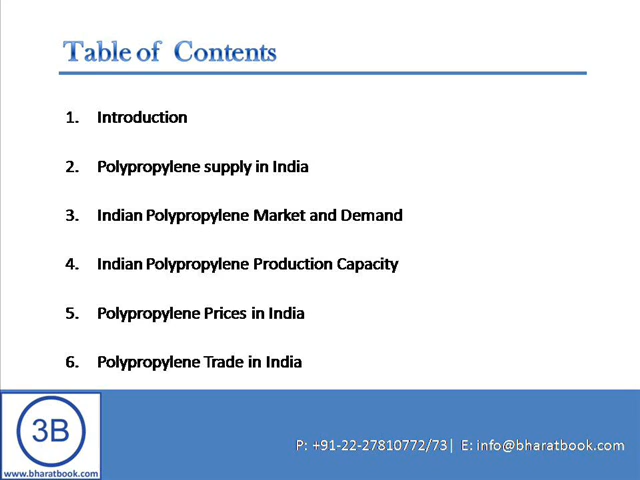 Table of Contents
1. Introduction
2. Polypropylene supply in India
3. Indian Polypropylene Market and Demand
4. Indian Polypropylene Production Capacity
5. Polypropylene Prices in India
6. Polypropylene Trade in India
3B
www.bharatbook.com
P: +91-22-27810772/73| E: info@bharatbook.com